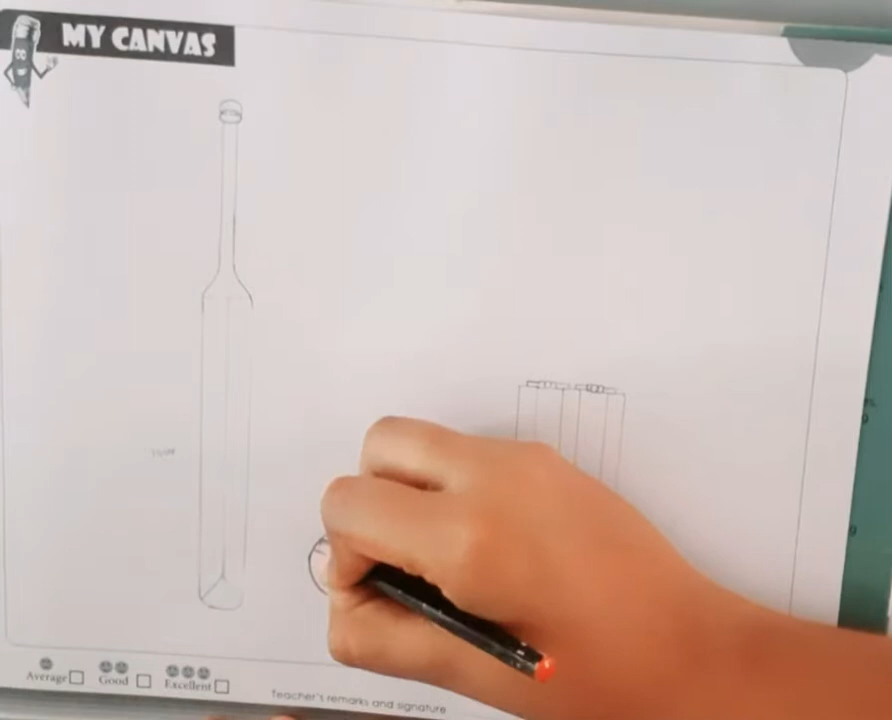 MY CANVAS
Average
Good
Excellent
Teacher's remarks and signature